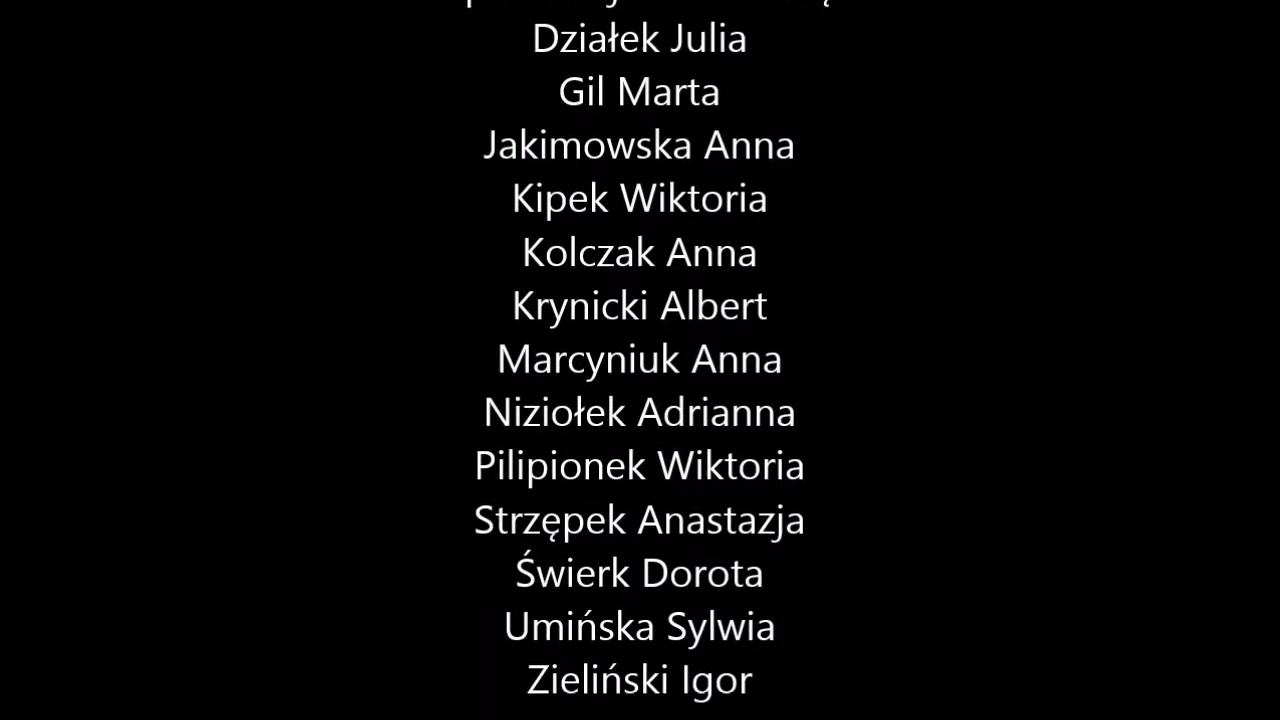 Działek Julia
Gil Marta
Jakimowska Anna
Kipek Wiktoria
Kolczak Anna
Krynicki Albert
Marcyniuk Anna
Niziołek Adrianna
Pilipionek Wiktoria
Strzępek Anastazja
Świerk Dorota
Umińska Sylwia
Zieliński Igor